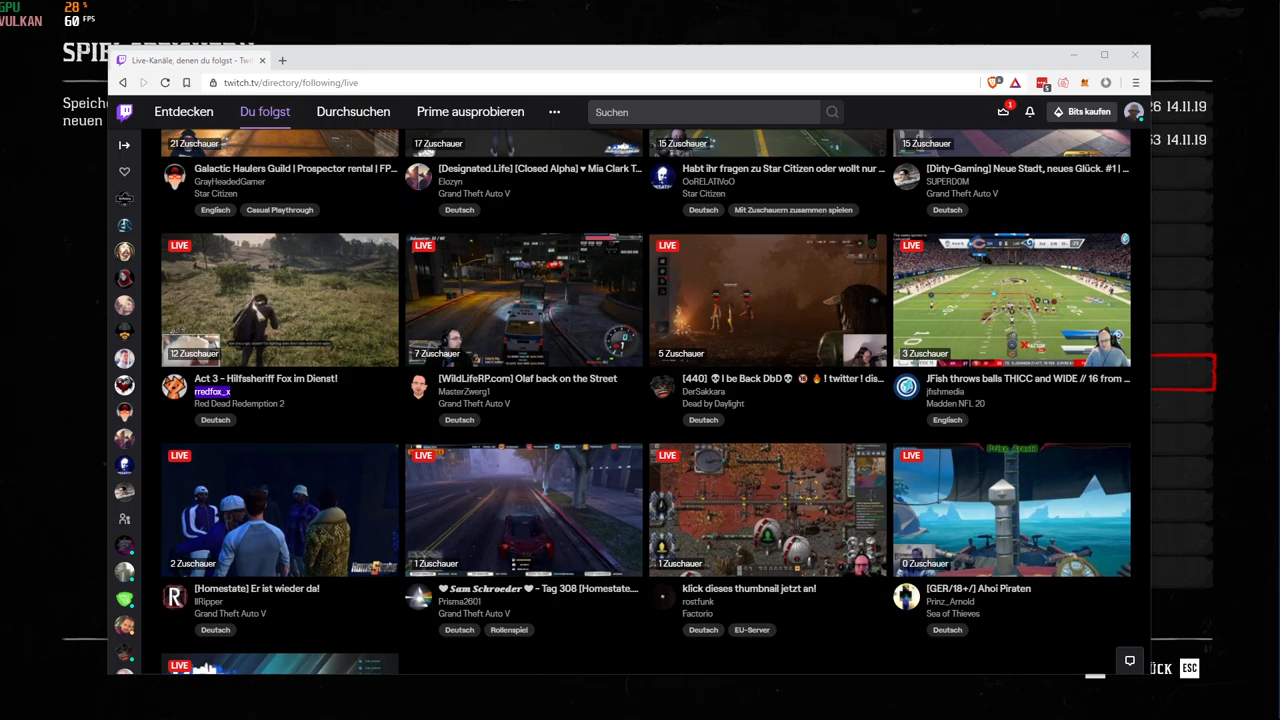 GPU 28 %
VULKAN 60 FPS
Live-Kanäle, denen du folgst - Twi
twitch.tv/directory/following/live
Speiche
neuen
26 14.11.19
53 14.11.19
Entdecken Du folgst Durchsuchen Prime ausprobieren ··· Suchen 1 Bits kaufen
21 Zuschauer 17 Zuschauer 15 Zuschauer 15 Zuschauer
Galactic Haulers Guild | Prospector rental | FP...
GrayHeadedGamer
Star Citizen
Englisch Casual Playthrough
[Designated.Life] [Closed Alpha] ♥ Mia Clark T...
Elozyn
Grand Theft Auto V
Deutsch
Habt ihr fragen zu Star Citizen oder wollt nur ...
OoRELATIVoO
Star Citizen
Deutsch Mit Zuschauern zusammen spielen
[Dirty-Gaming] Neue Stadt, neues Glück. #1 | ...
SUPERD0M
Grand Theft Auto V
Deutsch
LIVE
12 Zuschauer
Act 3 - Hilfssheriff Fox im Dienst!
rredfox_x
Red Dead Redemption 2
Deutsch
LIVE
7 Zuschauer
[WildLifeRP.com] Olaf back on the Street
MasterZwerg1
Grand Theft Auto V
Deutsch
LIVE
5 Zuschauer
[440] 💀I be Back DbD💀 🔞 🔥 ! twitter ! dis...
DerSakkara
Dead by Daylight
Deutsch
LIVE
3 Zuschauer
JFish throws balls THICC and WIDE // 16 from ...
jfishmedia
Madden NFL 20
Englisch
LIVE
2 Zuschauer
[Homestate] Er ist wieder da!
llRipper
Grand Theft Auto V
Deutsch
LIVE
1 Zuschauer
♥ Sam Schroeder ♥ - Tag 308 [Homestate....
Prisma2601
Grand Theft Auto V
Deutsch Rollenspiel
LIVE
1 Zuschauer
klick dieses thumbnail jetzt an!
rostfunk
Factorio
Deutsch EU-Server
LIVE
Prinz_Arnold
0 Zuschauer
[GER/18+/] Ahoi Piraten
Prinz_Arnold
Sea of Thieves
Deutsch
LIVE
ÜCK ESC